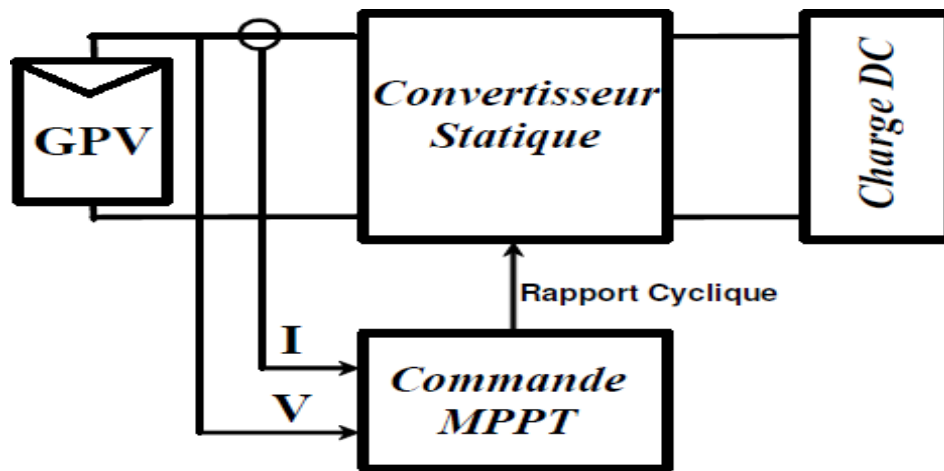 GPV
Convertisseur
Statique
Charge DC
Rapport Cyclique
I
V
Commande
MPPT